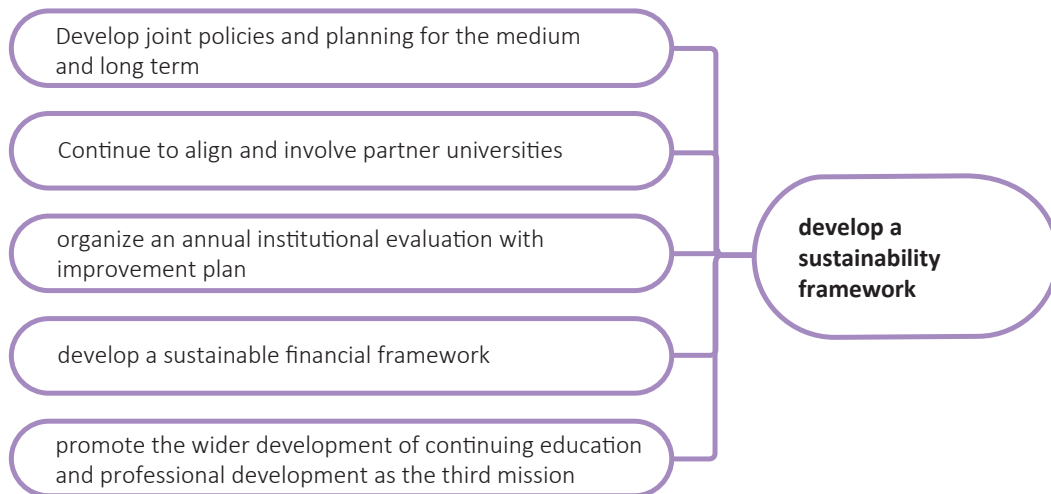 Develop joint policies and planning for the medium
and long term
Continue to align and involve partner universities
organize an annual institutional evaluation with
improvement plan
develop a sustainable financial framework
promote the wider development of continuing education
and professional development as the third mission
develop a
sustainability
framework